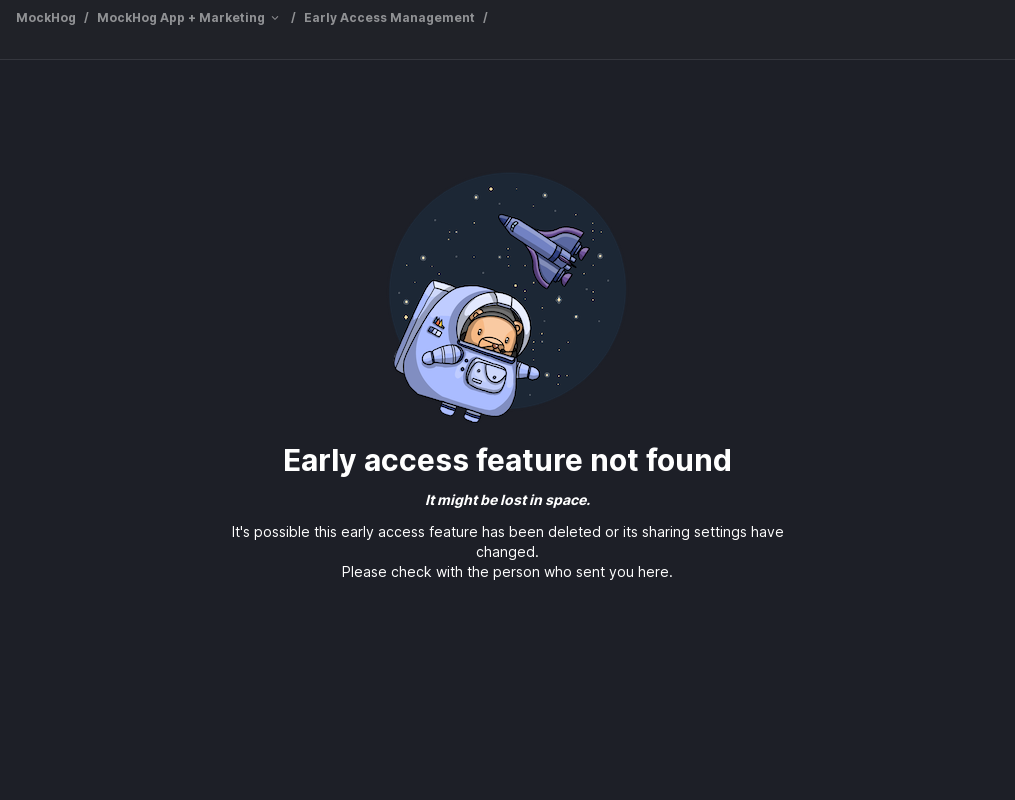 MockHog / MockHog App + Marketing / Early Access Management /
Early access feature not found
It might be lost in space.
It's possible this early access feature has been deleted or its sharing settings have
changed.
Please check with the person who sent you here.